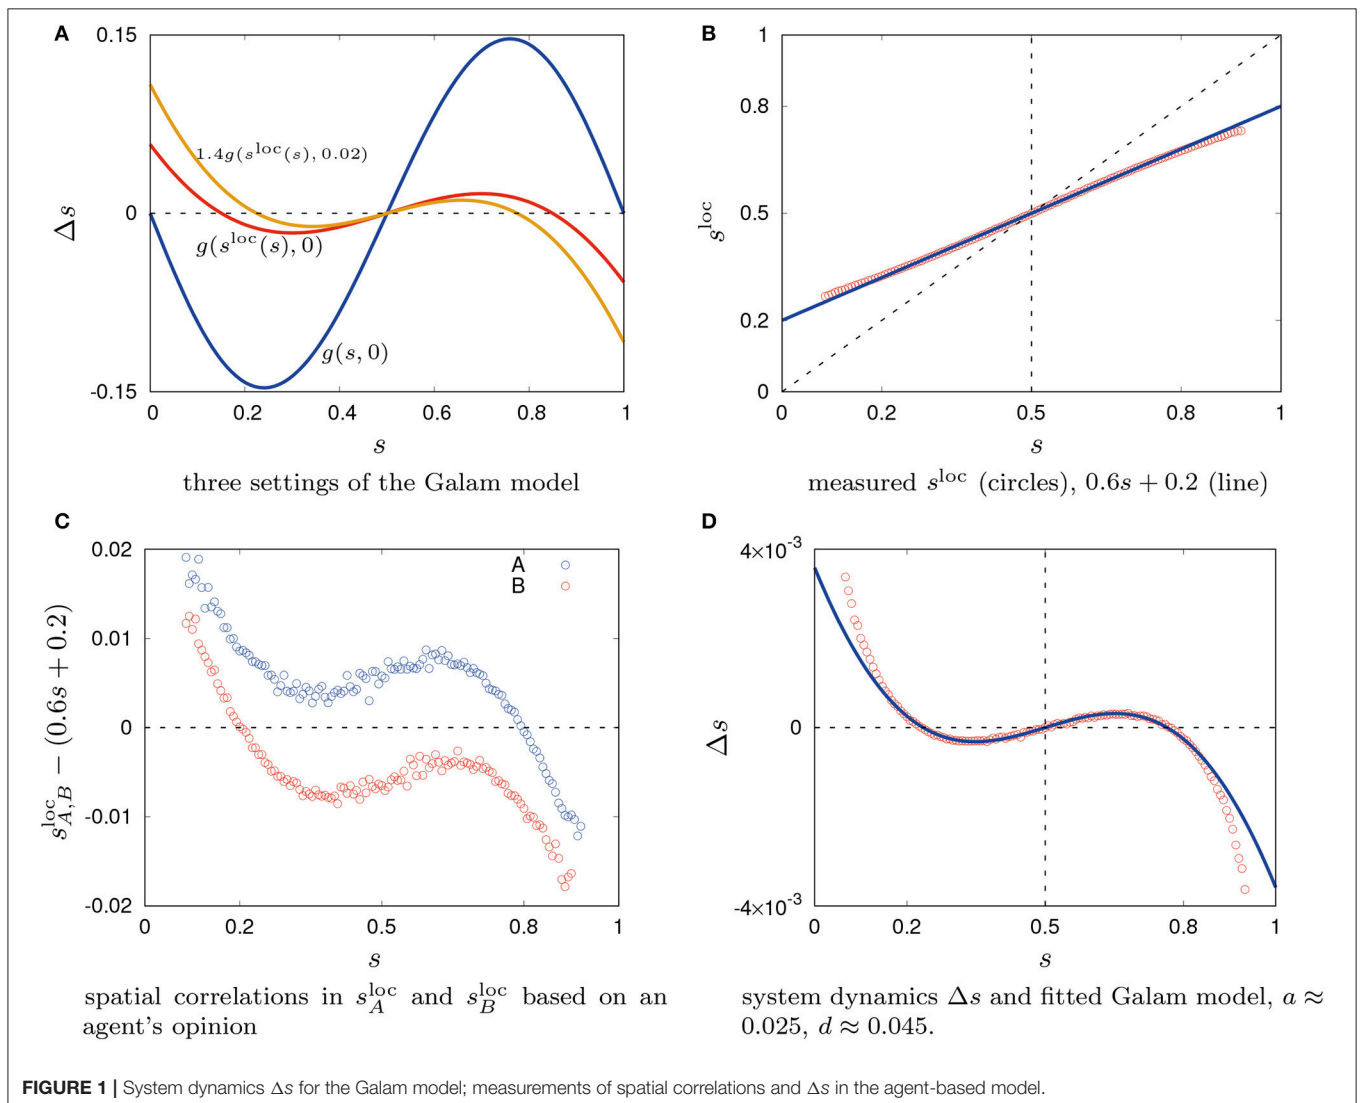 A
0.15
0
-0.15
Δs
1.4g(s^loc(s), 0.02)
g(s^loc(s), 0)
g(s, 0)
0 0.2 0.4 0.6 0.8 1
s
three settings of the Galam model
B
1
0.8
0.5
0.2
0
s^loc
0 0.2 0.5 0.8 1
s
measured s^loc (circles), 0.6s + 0.2 (line)
C
0.02
0.01
0
-0.01
-0.02
s^loc_A,B − (0.6s + 0.2)
A
B
0 0.2 0.5 0.8 1
s
spatial correlations in s^loc_A and s^loc_B based on an
agent's opinion
D
4×10^-3
0
-4×10^-3
Δs
0 0.2 0.5 0.8 1
s
system dynamics Δs and fitted Galam model, a ≈
0.025, d ≈ 0.045.
FIGURE 1 | System dynamics Δs for the Galam model; measurements of spatial correlations and Δs in the agent-based model.